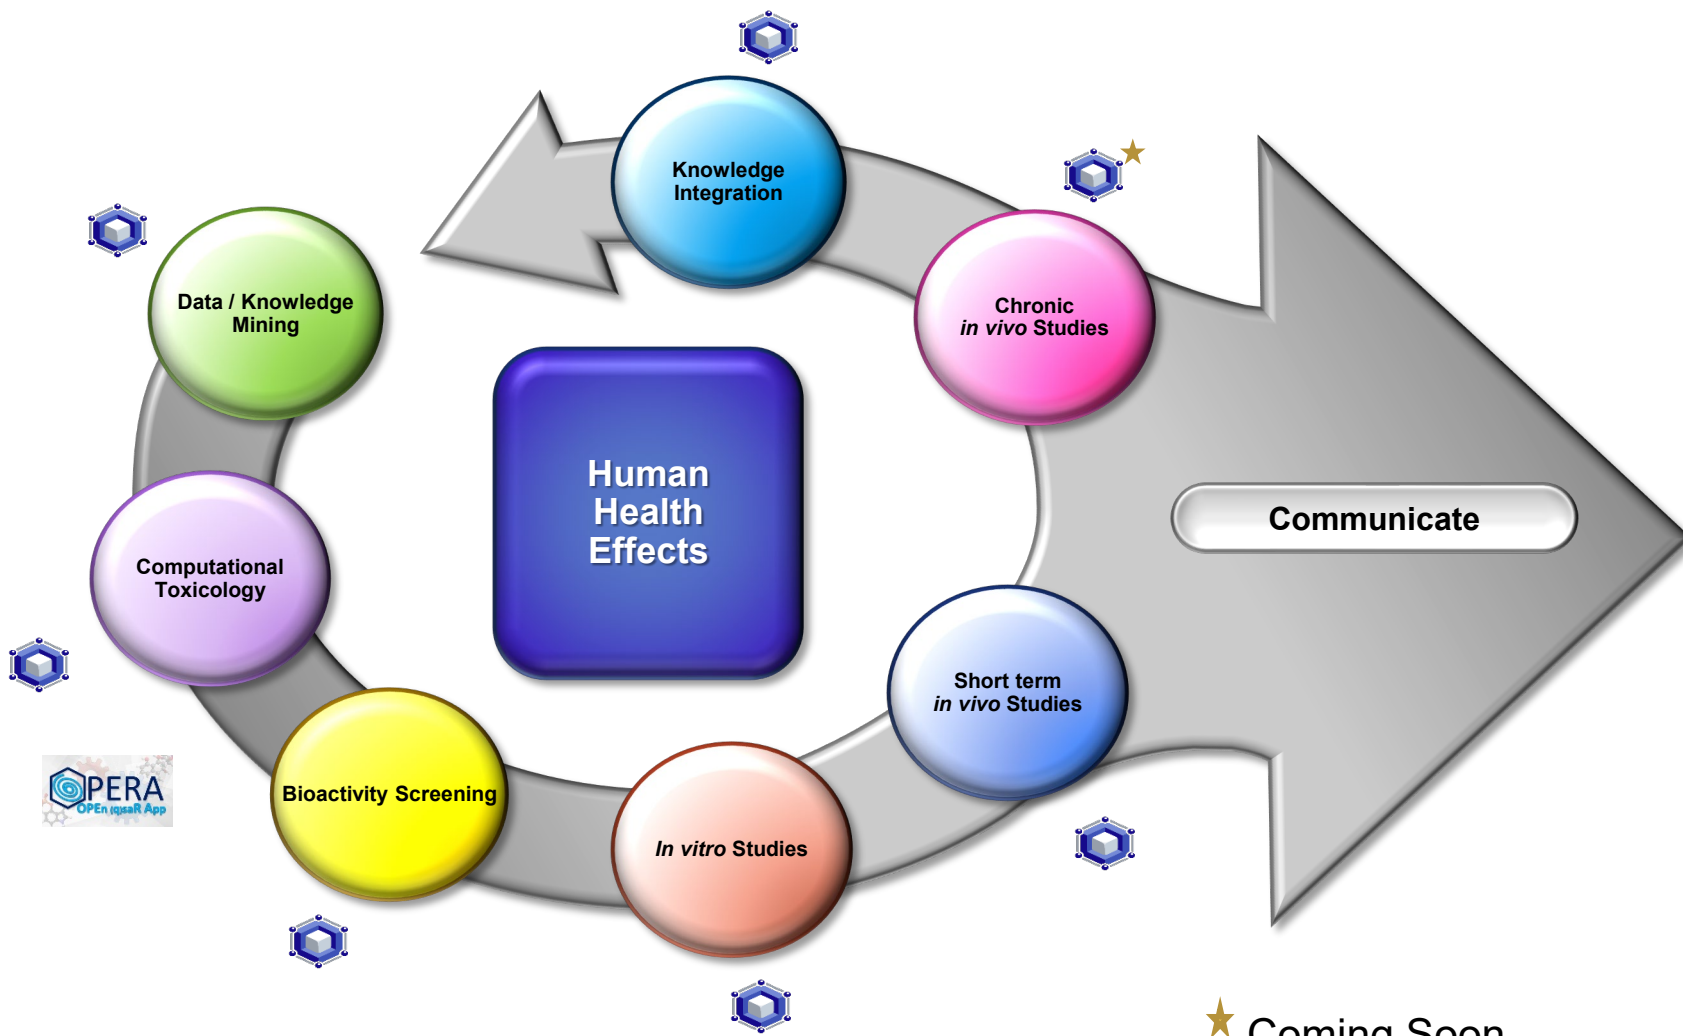 Knowledge
Integration
Chronic
in vivo Studies
Data / Knowledge
Mining
Human
Health
Effects
Communicate
Computational
Toxicology
Short term
in vivo Studies
Bioactivity Screening
In vitro Studies
OPERA
OPEn (q)saR App
Coming Soon